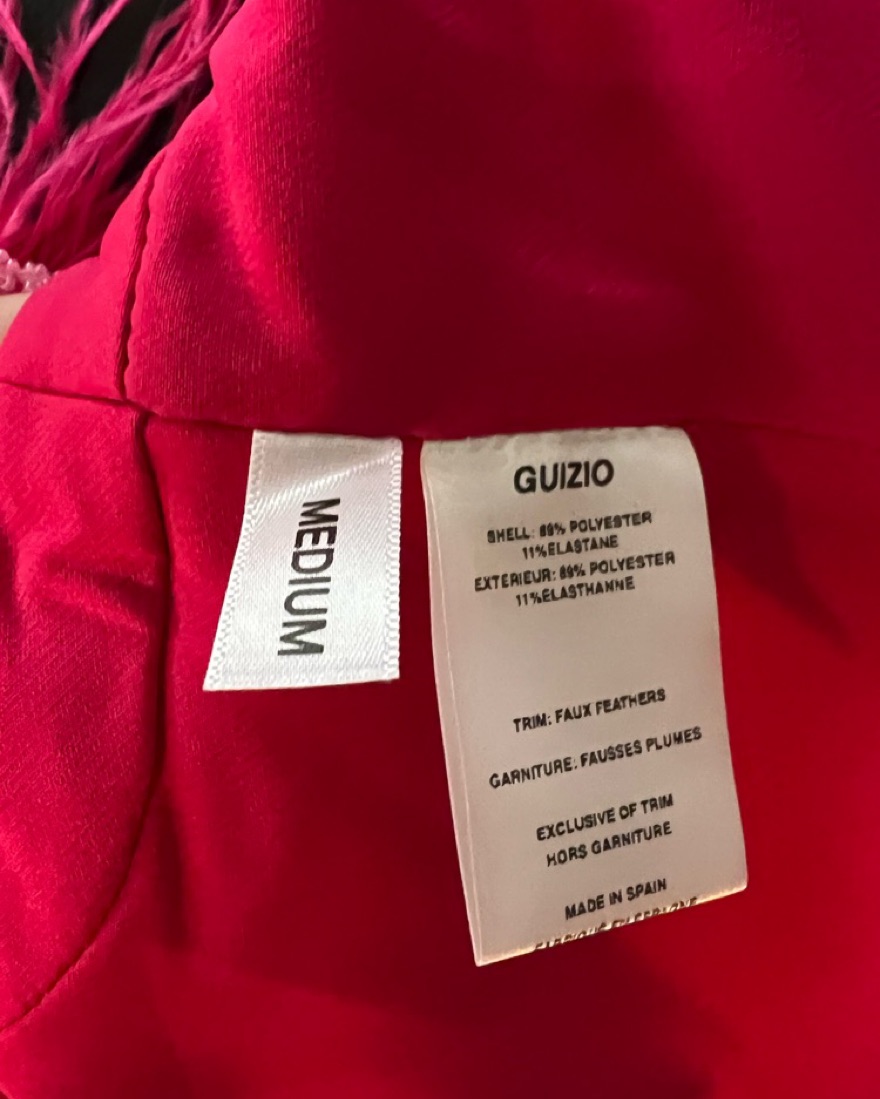 MEDIUM
GUIZIO
SHELL: 89% POLYESTER
11%ELASTANE
EXTERIEUR: 89% POLYESTER
11%ELASTHANNE
TRIM: FAUX FEATHERS
GARNITURE: FAUSSES PLUMES
EXCLUSIVE OF TRIM
HORS GARNITURE
MADE IN SPAIN